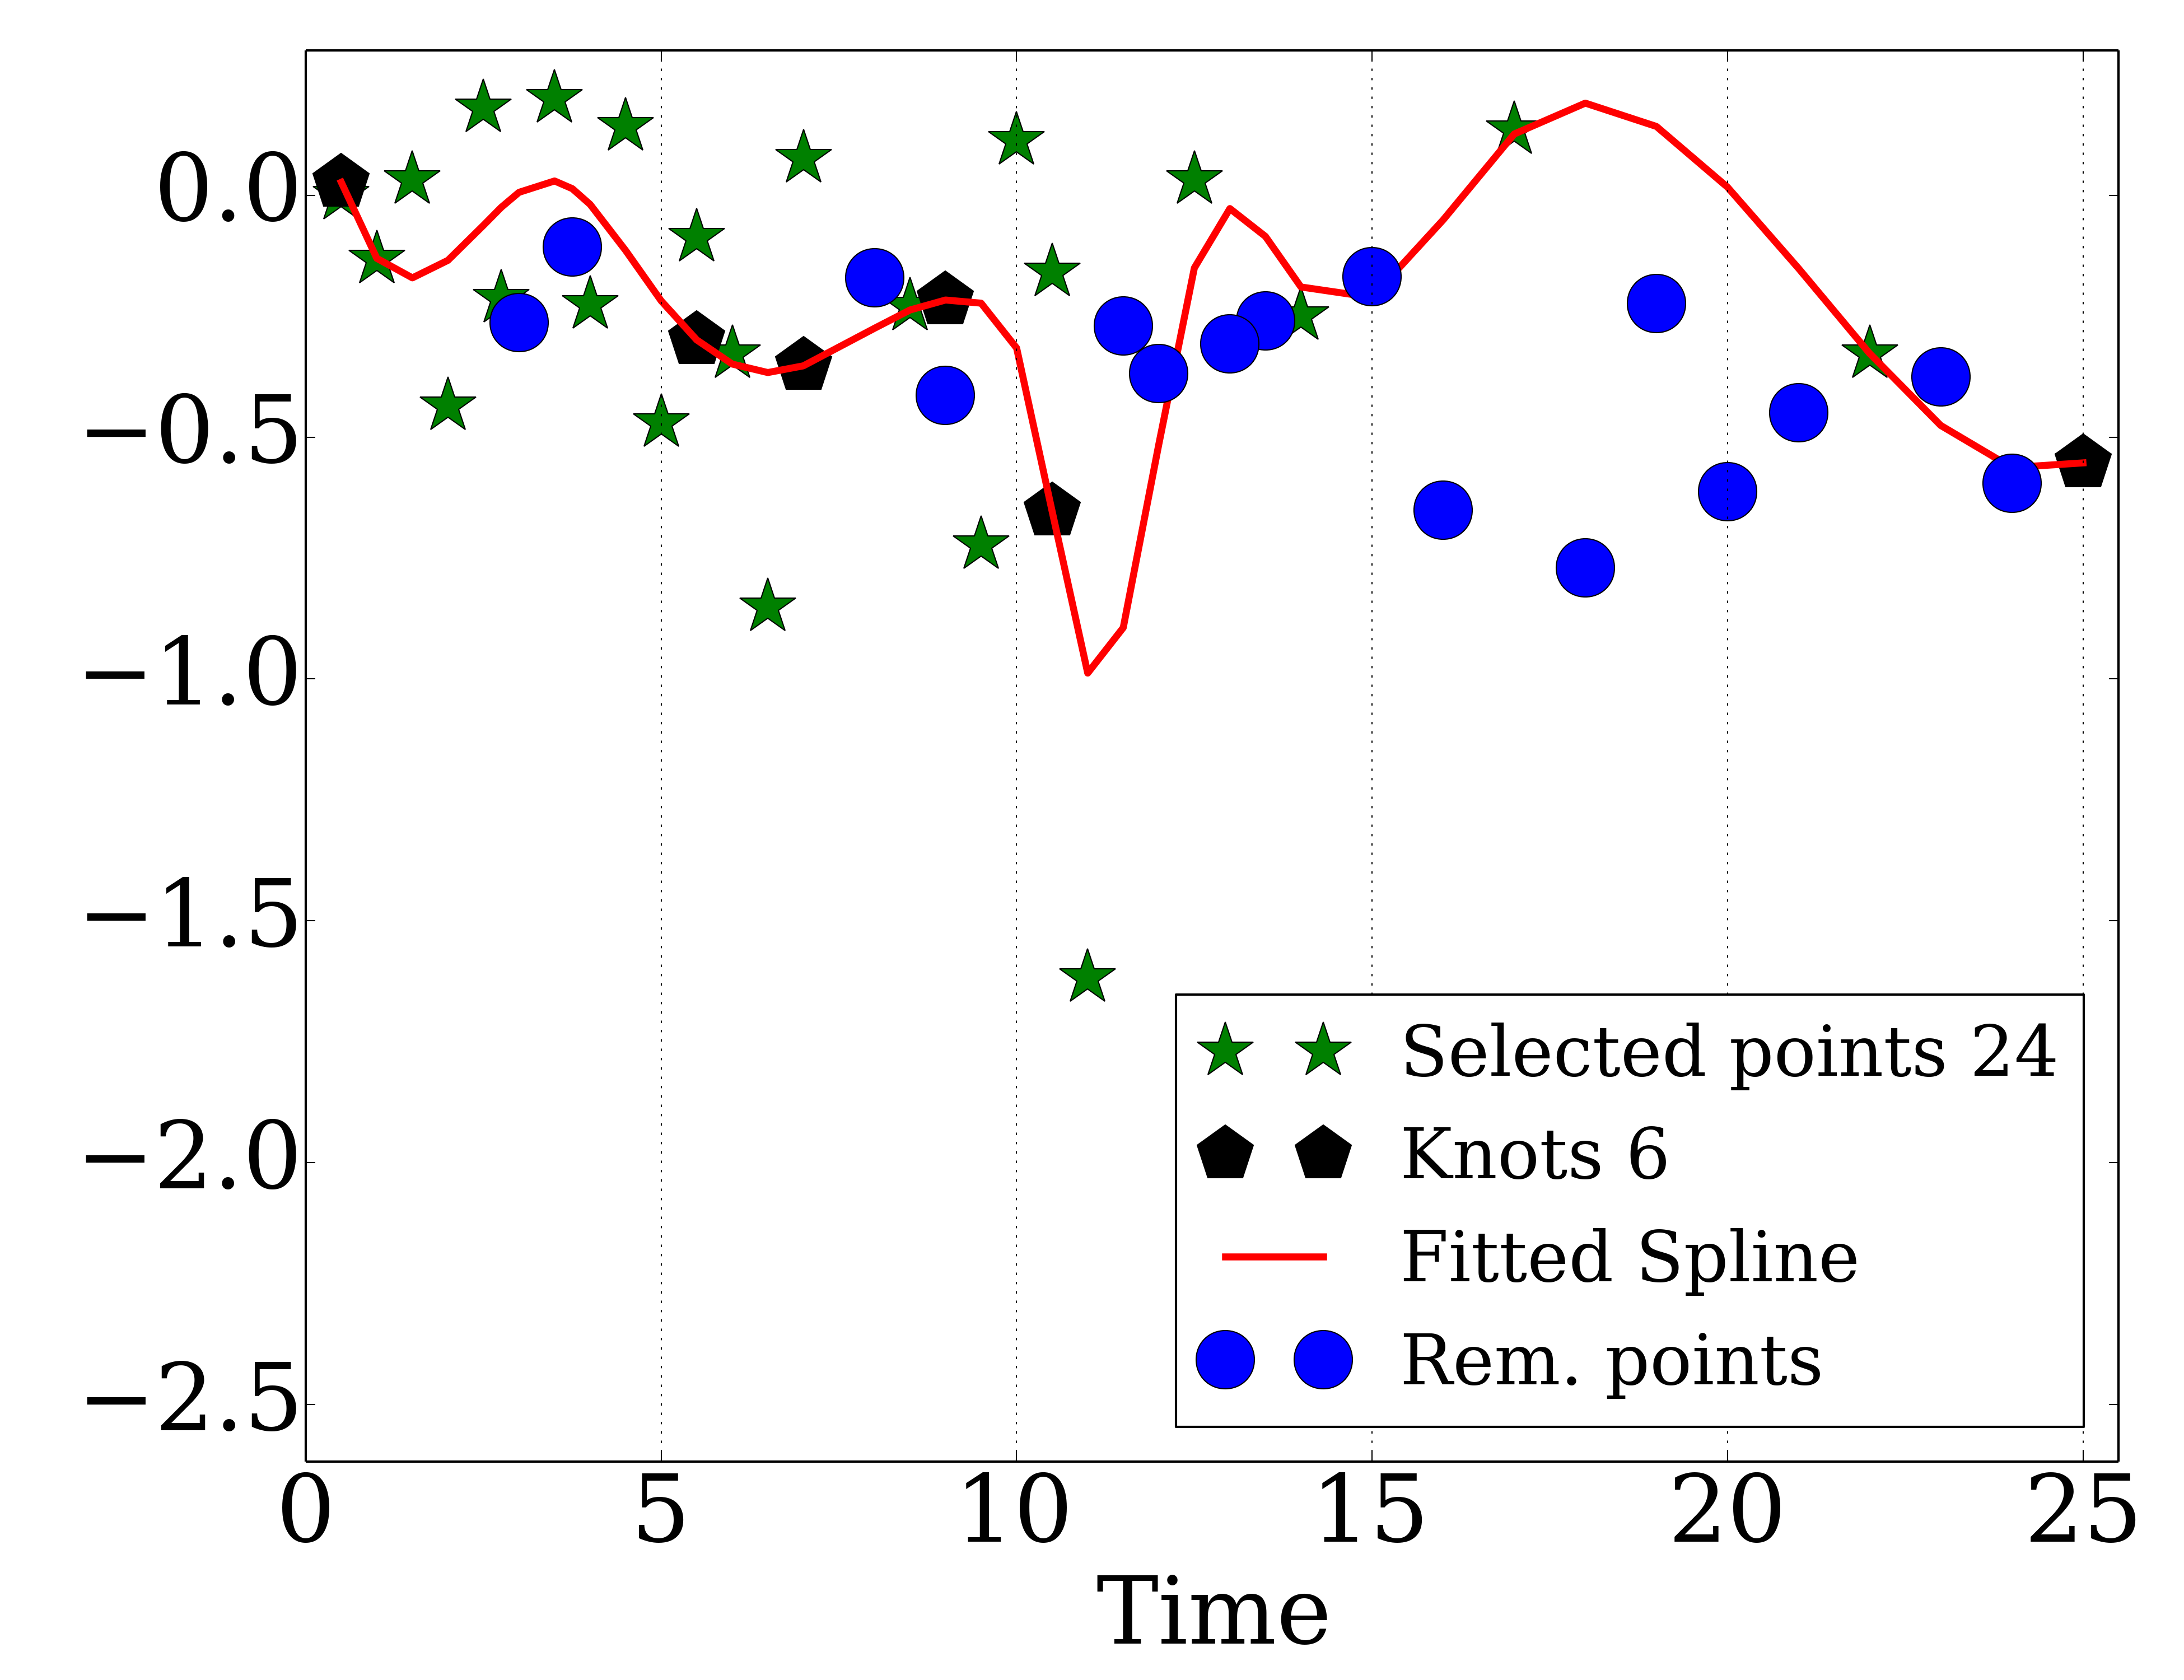 0.0
−0.5
−1.0
−1.5
−2.0
−2.5
0 5 10 15 20 25
Time
Selected points 24
Knots 6
Fitted Spline
Rem. points